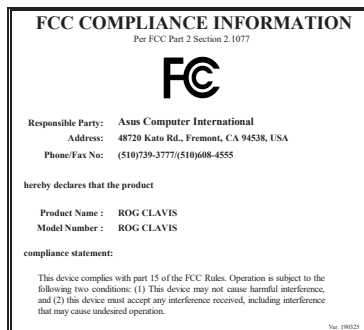 FCC COMPLIANCE INFORMATION
Per FCC Part 2 Section 2.1077
FC
Responsible Party: Asus Computer International
Address: 48720 Kato Rd., Fremont, CA 94538, USA
Phone/Fax No: (510)739-3777/(510)608-4555
hereby declares that the product
Product Name : ROG CLAVIS
Model Number : ROG CLAVIS
compliance statement:
This device complies with part 15 of the FCC Rules. Operation is subject to the
following two conditions: (1) This device may not cause harmful interference,
and (2) this device must accept any interference received, including interference
that may cause undesired operation.
Ver. 190325